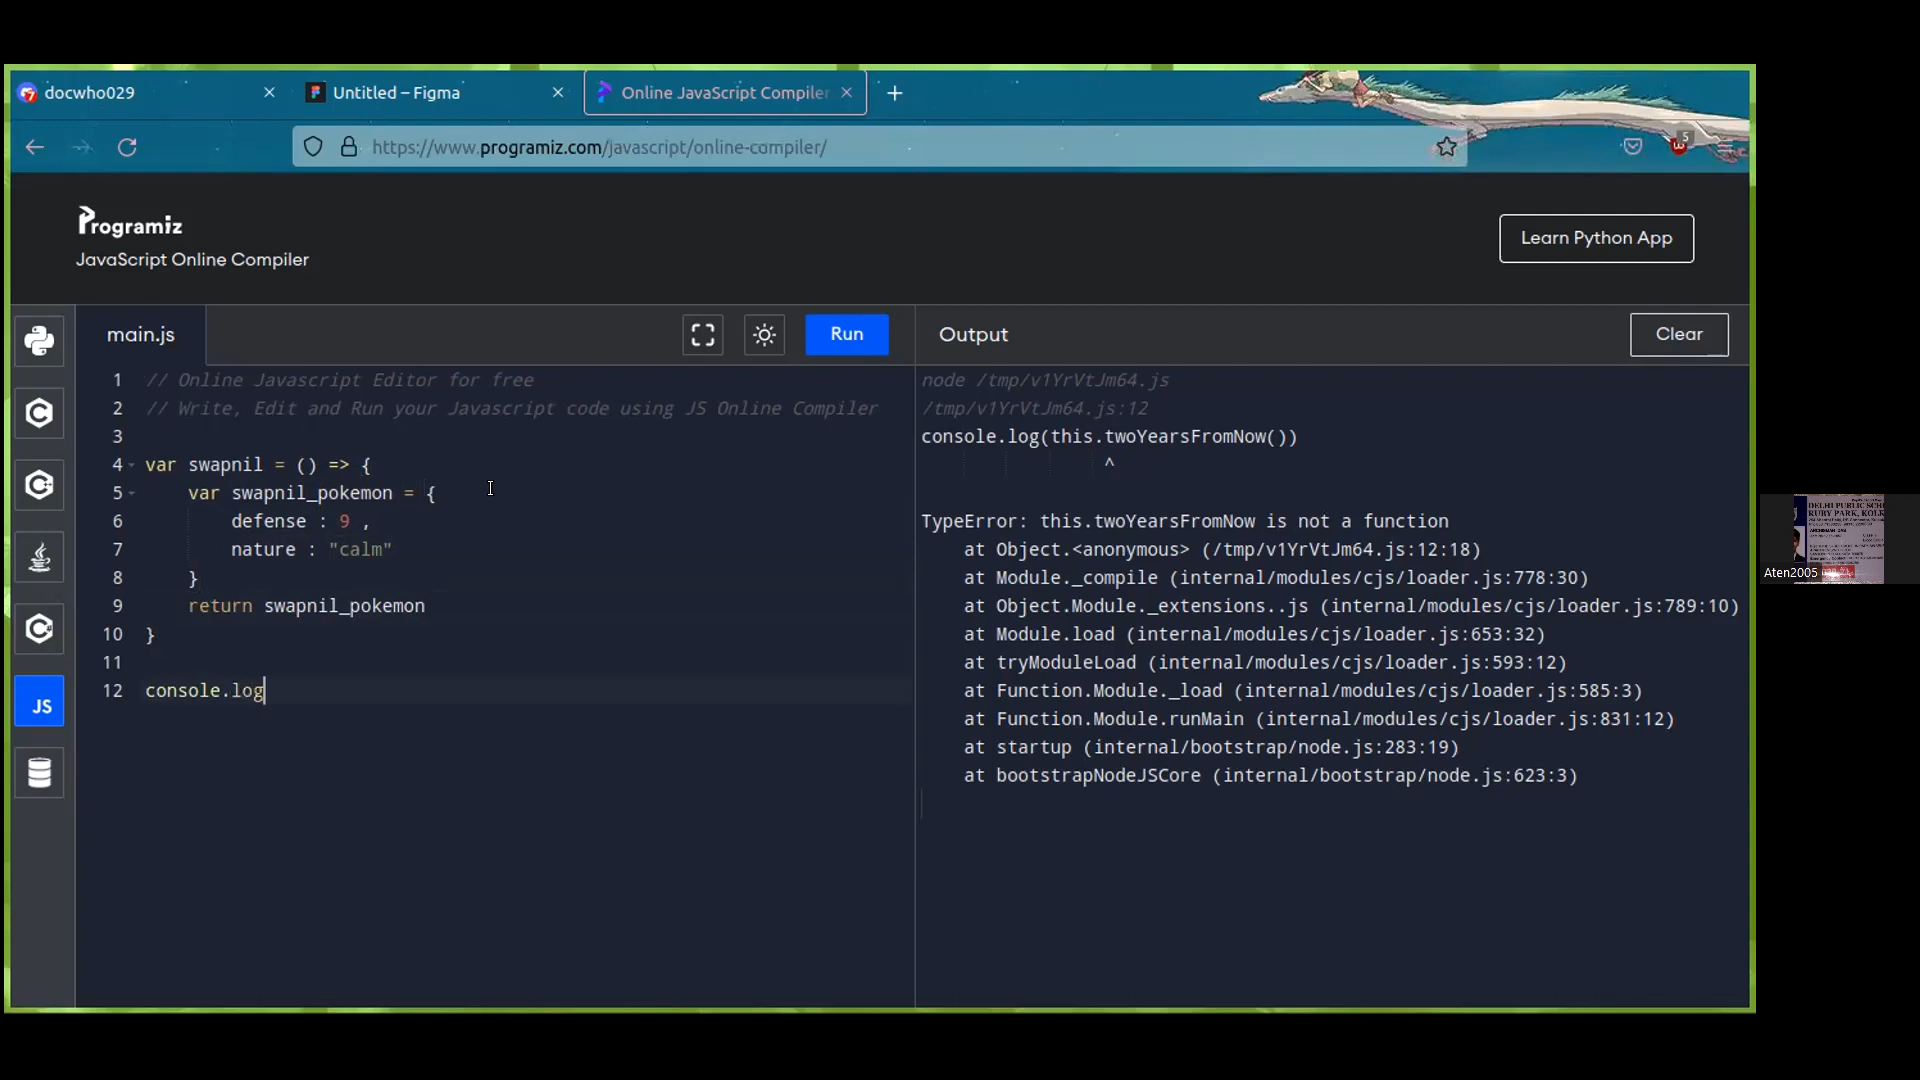 docwho029
Untitled – Figma
Online JavaScript Compiler
https://www.programiz.com/javascript/online-compiler/
5
Programiz
JavaScript Online Compiler
Learn Python App
main.js
Run
Output
Clear
1 // Online Javascript Editor for free
2 // Write, Edit and Run your Javascript code using JS Online Compiler
3
4 var swapnil = () => {
5 var swapnil_pokemon = {
6 defense : 9 ,
7 nature : "calm"
8 }
9 return swapnil_pokemon
10 }
11
12 console.log
JS
node /tmp/v1YrVtJm64.js
/tmp/v1YrVtJm64.js:12
console.log(this.twoYearsFromNow())
^
TypeError: this.twoYearsFromNow is not a function
at Object.<anonymous> (/tmp/v1YrVtJm64.js:12:18)
at Module._compile (internal/modules/cjs/loader.js:778:30)
at Object.Module._extensions..js (internal/modules/cjs/loader.js:789:10)
at Module.load (internal/modules/cjs/loader.js:653:32)
at tryModuleLoad (internal/modules/cjs/loader.js:593:12)
at Function.Module._load (internal/modules/cjs/loader.js:585:3)
at Function.Module.runMain (internal/modules/cjs/loader.js:831:12)
at startup (internal/bootstrap/node.js:283:19)
at bootstrapNodeJSCore (internal/bootstrap/node.js:623:3)
DELHI PUBLIC SCH
RUBY PARK, KOLK
Aten2005